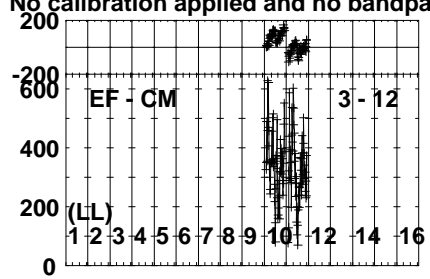 No calibration applied and no bandpa
200
-200
600
EF - CM 3 - 12
400
200
(LL)
1 2 3 4 5 6 7 8 9 10 12 14 16
0